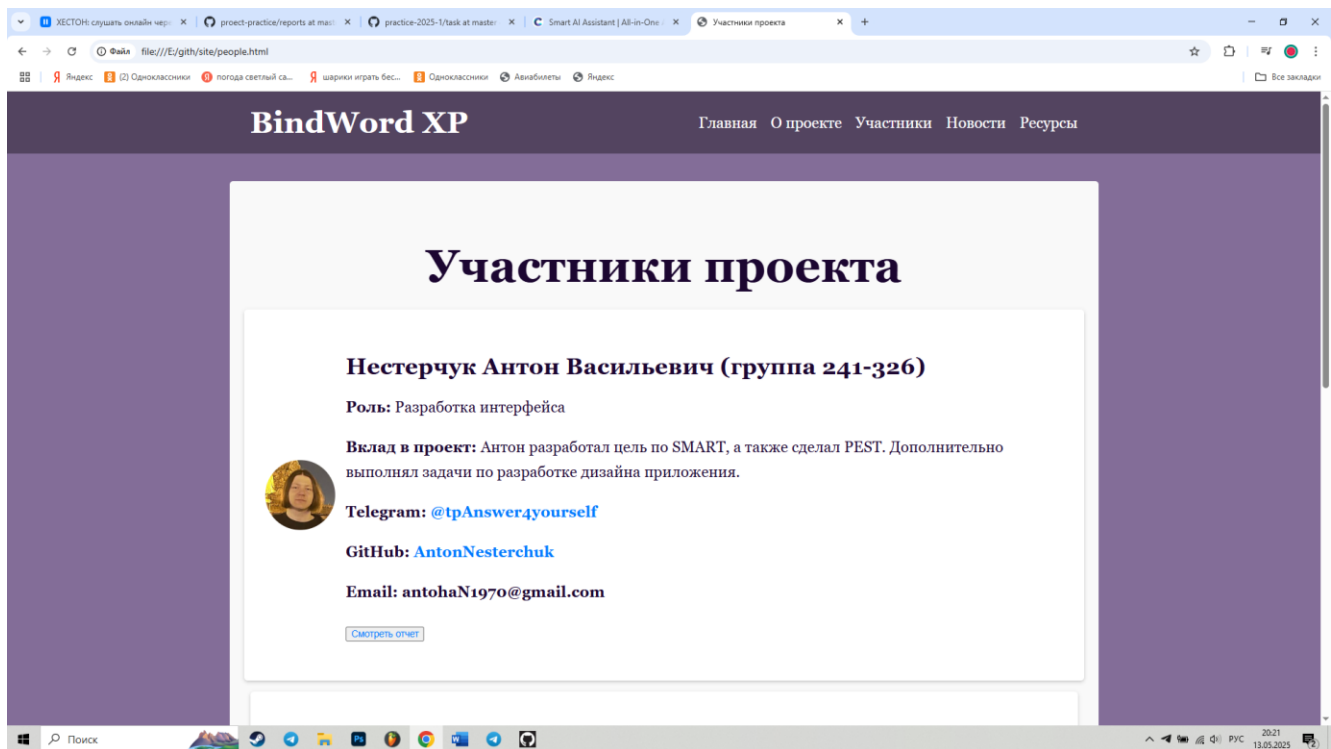 ХЕСТОН: слушать онлайн чер
proect-practice/reports at mast
practice-2025-1/task at master
Smart AI Assistant | All-in-One
Участники проекта
Файл file:///E:/gith/site/people.html
Яндекс (2) Одноклассники погода светлый са... шарики играть бес... Одноклассники Авиабилеты Яндекс Все закладки
BindWord XP
Главная О проекте Участники Новости Ресурсы
Участники проекта
Нестерчук Антон Васильевич (группа 241-326)
Роль: Разработка интерфейса
Вклад в проект: Антон разработал цель по SMART, а также сделал PEST. Дополнительно
выполнял задачи по разработке дизайна приложения.
Telegram: @tpAnswer4yourself
GitHub: AntonNesterchuk
Email: antohaN1970@gmail.com
Смотреть отчет
Поиск
РУС
20:21
13.05.2025